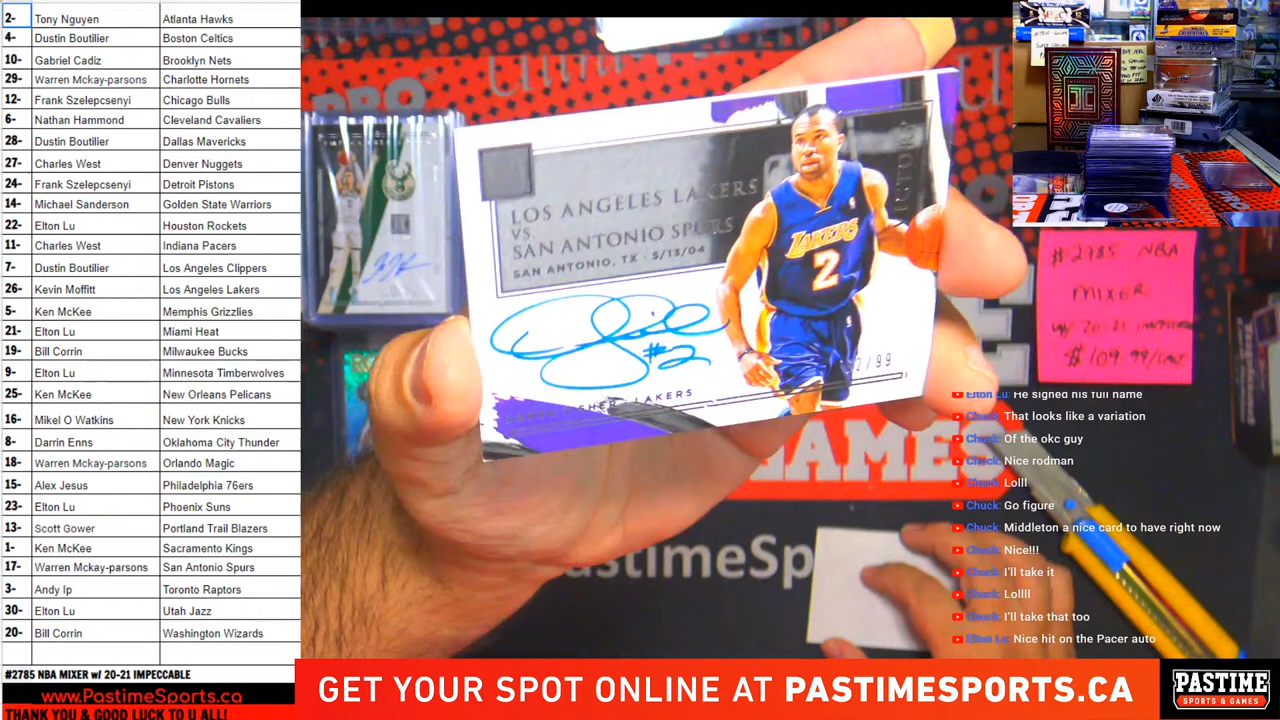 2- Tony Nguyen Atlanta Hawks
4- Dustin Boutilier Boston Celtics
10- Gabriel Cadiz Brooklyn Nets
29- Warren Mckay-parsons Charlotte Hornets
12- Frank Szelepcsenyi Chicago Bulls
6- Nathan Hammond Cleveland Cavaliers
28- Dustin Boutilier Dallas Mavericks
27- Charles West Denver Nuggets
24- Frank Szelepcsenyi Detroit Pistons
14- Michael Sanderson Golden State Warriors
22- Elton Lu Houston Rockets
11- Charles West Indiana Pacers
7- Dustin Boutilier Los Angeles Clippers
26- Kevin Moffitt Los Angeles Lakers
5- Ken McKee Memphis Grizzlies
21- Elton Lu Miami Heat
19- Bill Corrin Milwaukee Bucks
9- Elton Lu Minnesota Timberwolves
25- Ken McKee New Orleans Pelicans
16- Mikel O Watkins New York Knicks
8- Darrin Enns Oklahoma City Thunder
18- Warren Mckay-parsons Orlando Magic
15- Alex Jesus Philadelphia 76ers
23- Elton Lu Phoenix Suns
13- Scott Gower Portland Trail Blazers
1- Ken McKee Sacramento Kings
17- Warren Mckay-parsons San Antonio Spurs
3- Andy Ip Toronto Raptors
30- Elton Lu Utah Jazz
20- Bill Corrin Washington Wizards
#2785 NBA MIXER w/ 20-21 IMPECCABLE
www.PastimeSports.ca
THANK YOU & GOOD LUCK TO U ALL!
LOS ANGELES LAKERS
VS.
SAN ANTONIO SPURS
SAN ANTONIO, TX - 5/13/04
HISTORY
LAKERS
2
#2
/99
LAKERS
#2785 NBA
MIXER
W/ 20-21
$109.99/
GAMES
PastimeSp
Elton Lu: He signed his full name
Chuck: That looks like a variation
Chuck: Of the okc guy
Chuck: Nice rodman
Chuck: Lolll
Chuck: Go figure
Chuck: Middleton a nice card to have right now
Chuck: Nice!!!
Chuck: I'll take it
Chuck: Lollll
Chuck: I'll take that too
Elton Lu: Nice hit on the Pacer auto
GET YOUR SPOT ONLINE AT PASTIMESPORTS.CA
PASTIME
SPORTS & GAMES